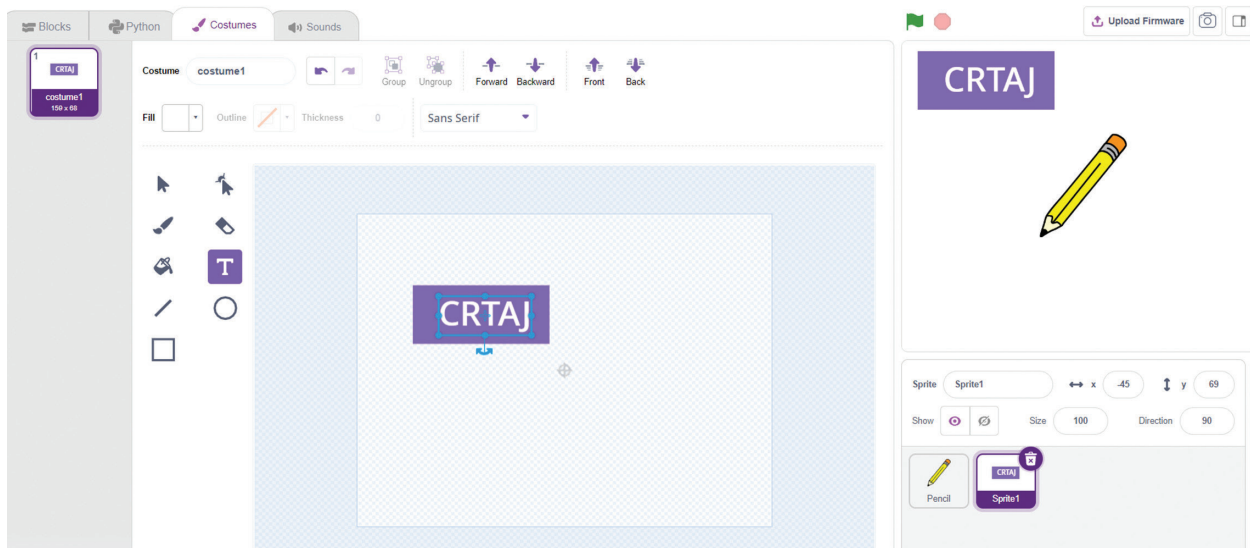 Blocks
Python
Costumes
Sounds
Upload Firmware
1
CRTAJ
costume1
159 x 68
Costume
costume1
Group
Ungroup
Forward
Backward
Front
Back
Fill
Outline
Thickness
0
Sans Serif
T
CRTAJ
CRTAJ
Sprite
Sprite1
x
-45
y
69
Show
Size
100
Direction
90
Pencil
CRTAJ
Sprite1